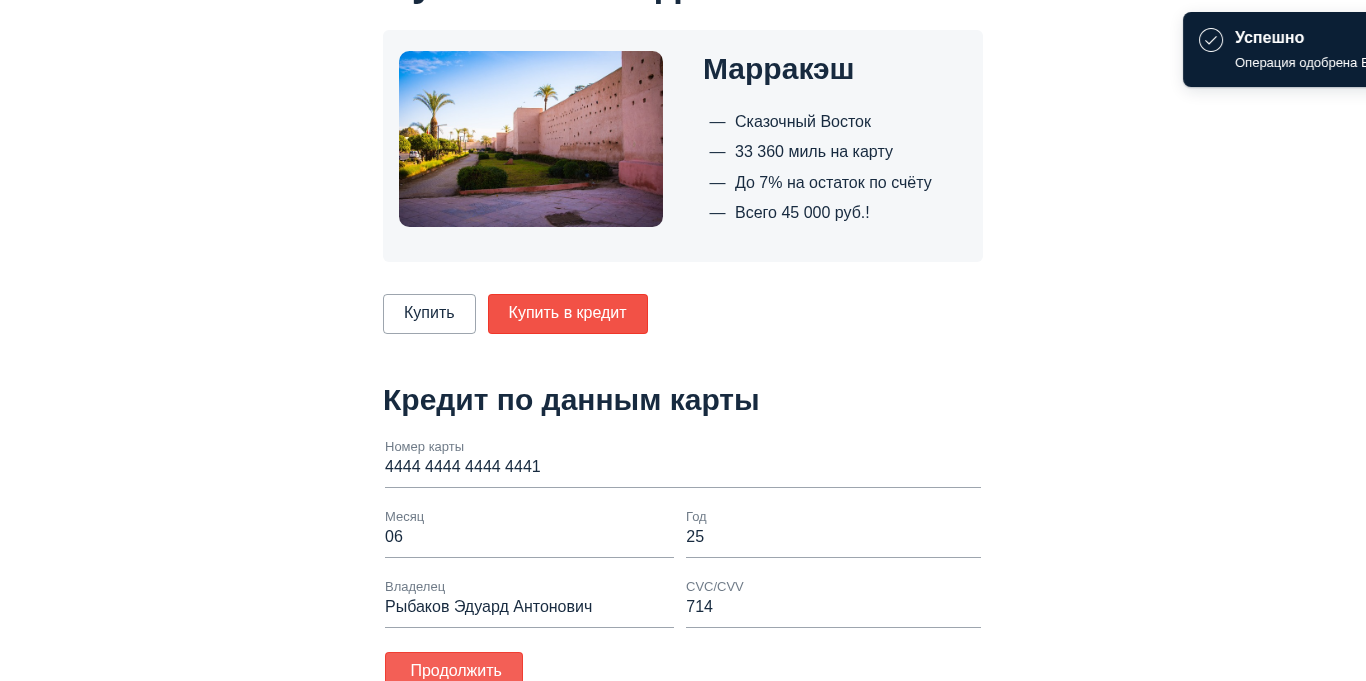 Успешно
Операция одобрена
Марракэш
— Сказочный Восток
— 33 360 миль на карту
— До 7% на остаток по счёту
— Всего 45 000 руб.!
Купить
Купить в кредит
Кредит по данным карты
Номер карты
4444 4444 4444 4441
Месяц
Год
06
25
Владелец
CVC/CVV
Рыбаков Эдуард Антонович
714
Продолжить